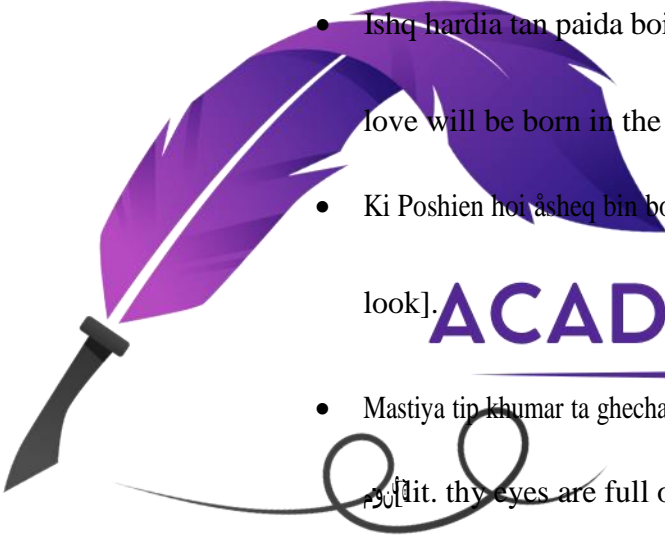 • Ishq hardia tan paida boi
love will be born in the
• Ki Poshien hoi åsheq bin bo
look].
ACAD
• Mastiya tip khumar ta ghecha
[lit. thy eyes are full o